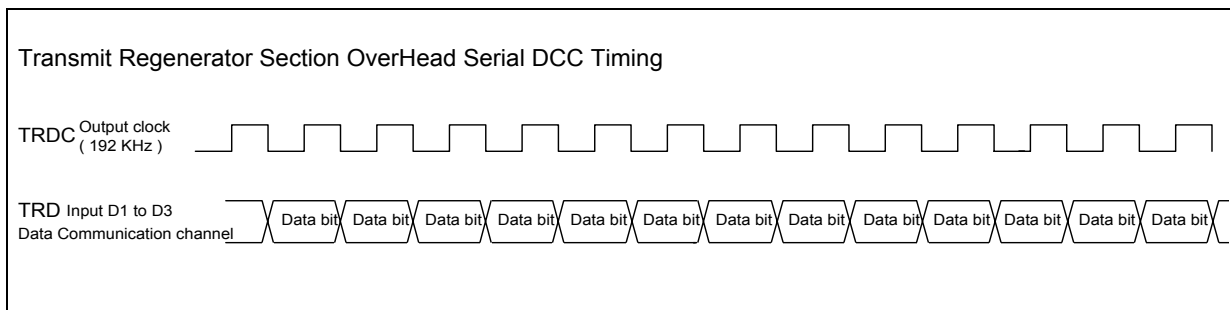 Transmit Regenerator Section OverHead Serial DCC Timing
TRDC Output clock
( 192 KHz )
TRD Input D1 to D3
Data Communication channel
Data bit Data bit Data bit Data bit Data bit Data bit Data bit Data bit Data bit Data bit Data bit Data bit Data bit